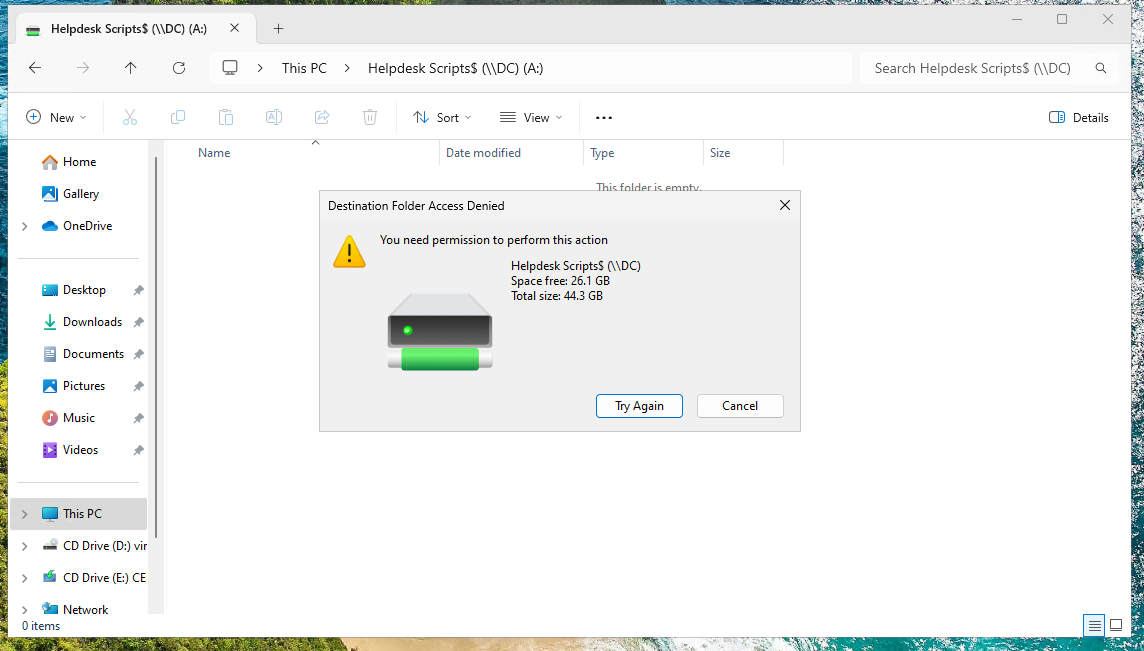 Helpdesk Scripts$ (\\DC) (A:)
This PC > Helpdesk Scripts$ (\\DC) (A:)
Search Helpdesk Scripts$ (\\DC)
New
Sort
View
Details
Name
Date modified
Type
Size
This folder is empty.
Home
Gallery
OneDrive
Desktop
Downloads
Documents
Pictures
Music
Videos
This PC
CD Drive (D:) vir
CD Drive (E:) CE
Network
0 items
Destination Folder Access Denied
You need permission to perform this action
Helpdesk Scripts$ (\\DC)
Space free: 26.1 GB
Total size: 44.3 GB
Try Again
Cancel